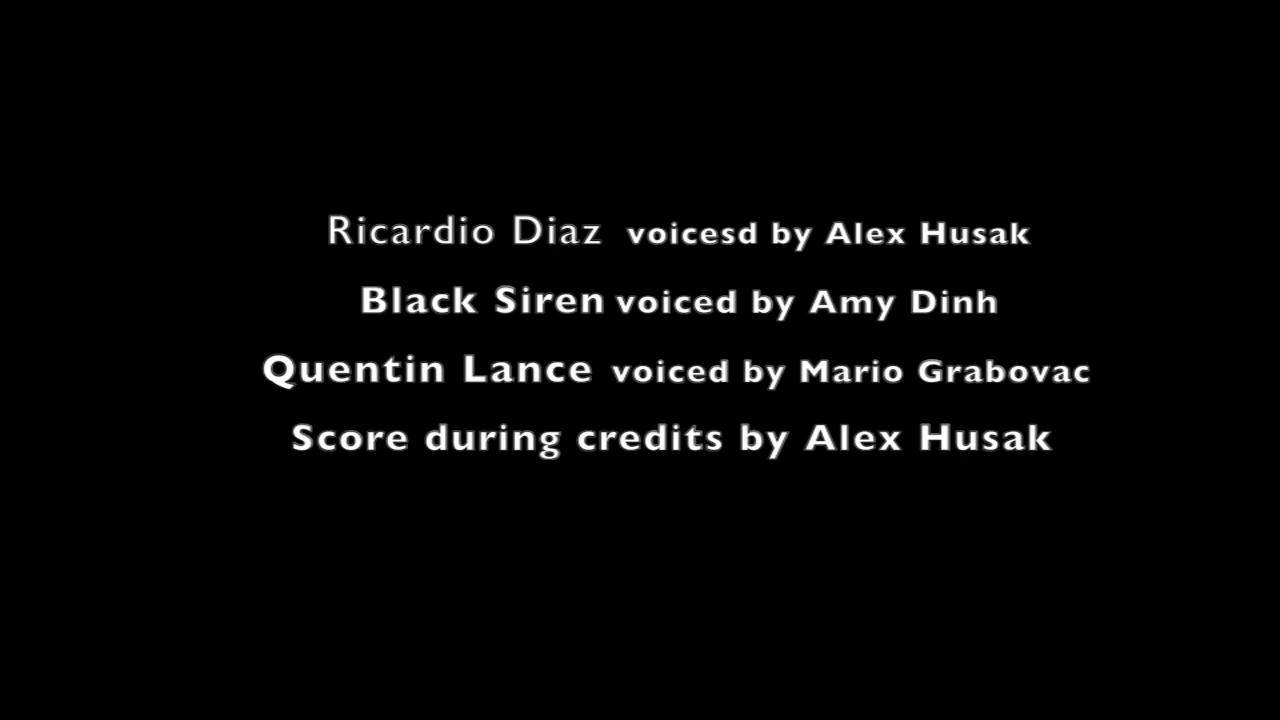 Ricardio Diaz voicesd by Alex Husak
Black Siren voiced by Amy Dinh
Quentin Lance voiced by Mario Grabovac
Score during credits by Alex Husak